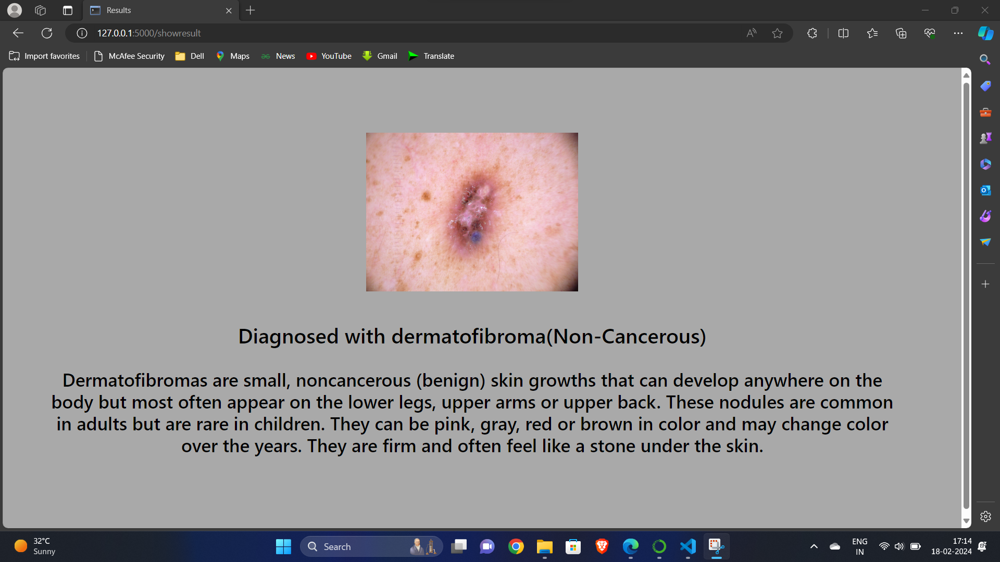 Results
127.0.0.1:5000/showresult
Import favorites
McAfee Security
Dell
Maps
News
YouTube
Gmail
Translate
Diagnosed with dermatofibroma(Non-Cancerous)
Dermatofibromas are small, noncancerous (benign) skin growths that can develop anywhere on the
body but most often appear on the lower legs, upper arms or upper back. These nodules are common
in adults but are rare in children. They can be pink, gray, red or brown in color and may change color
over the years. They are firm and often feel like a stone under the skin.
32°C
Sunny
Search
ENG
IN
17:14
18-02-2024